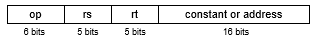 op rs rt constant or address
6 bits 5 bits 5 bits 16 bits